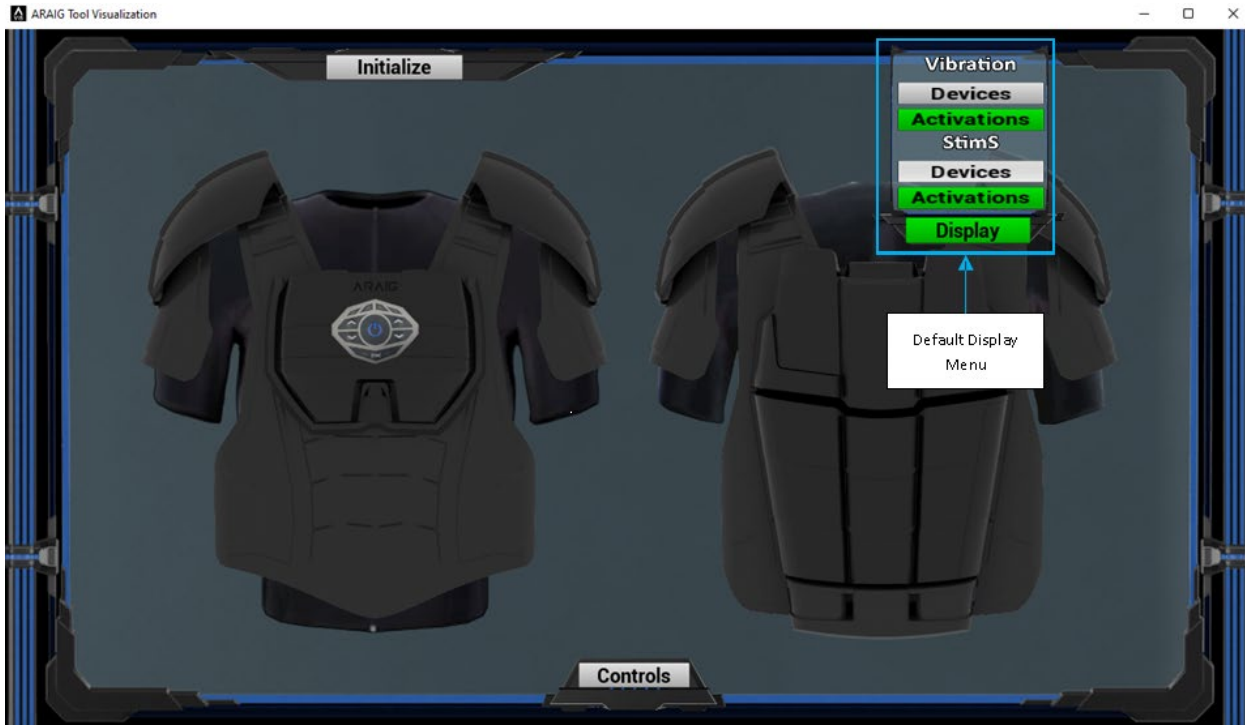 ARAIG Tool Visualization
Initialize
Vibration
Devices
Activations
StimS
Devices
Activations
Display
Default Display
Menu
ARAIG
Controls